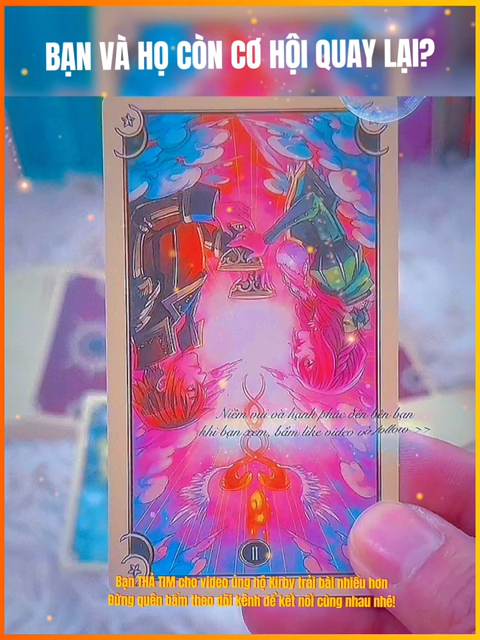 BẠN VÀ HỌ CÒN CƠ HỘI QUAY LẠI?
Niềm vui và hạnh phúc đến bên bạn
khi bạn xem, bấm like video và follow >>
II
Bạn THẢ TIM cho video ủng hộ Kirby trải bài nhiều hơn
Đừng quên bấm theo dõi kênh để kết nối cùng nhau nhé!